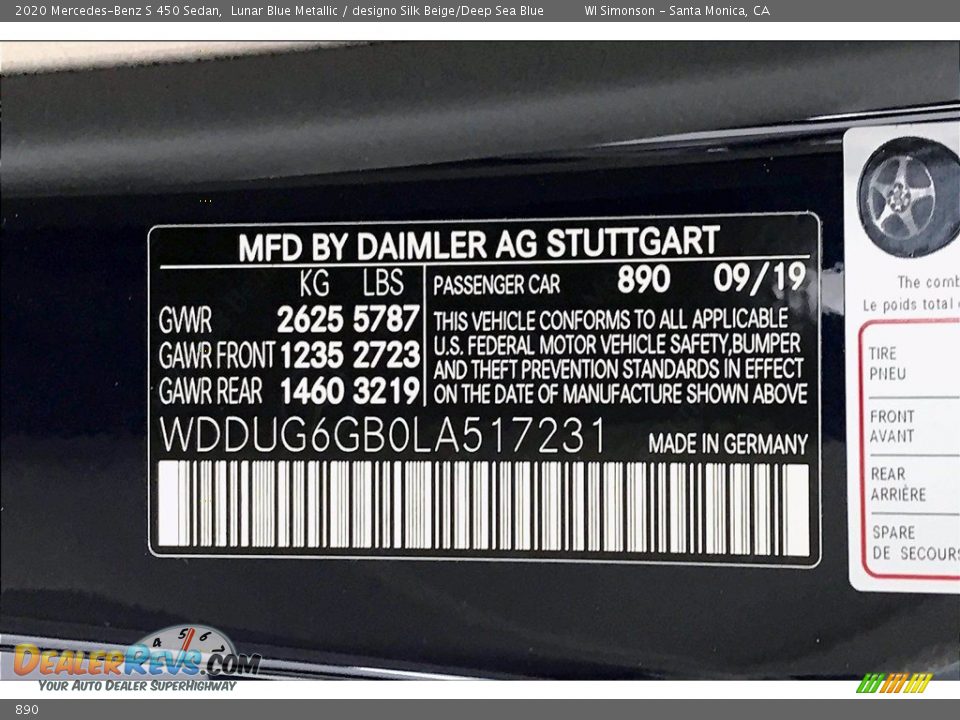 2020 Mercedes-Benz S 450 Sedan, Lunar Blue Metallic / designo Silk Beige/Deep Sea Blue WI Simonson - Santa Monica, CA
MFD BY DAIMLER AG STUTTGART
KG LBS
GVWR 2625 5787
GAWR FRONT 1235 2723
GAWR REAR 1460 3219
PASSENGER CAR 890 09/19
THIS VEHICLE CONFORMS TO ALL APPLICABLE
U.S. FEDERAL MOTOR VEHICLE SAFETY, BUMPER
AND THEFT PREVENTION STANDARDS IN EFFECT
ON THE DATE OF MANUFACTURE SHOWN ABOVE
WDDUG6GB0LA517231 MADE IN GERMANY
The comb
Le poids total
TIRE
PNEU
FRONT
AVANT
REAR
ARRIÈRE
SPARE
DE SECOURS
4 5 6 7
DEALERREVS.COM
YOUR AUTO DEALER SUPERHIGHWAY
890